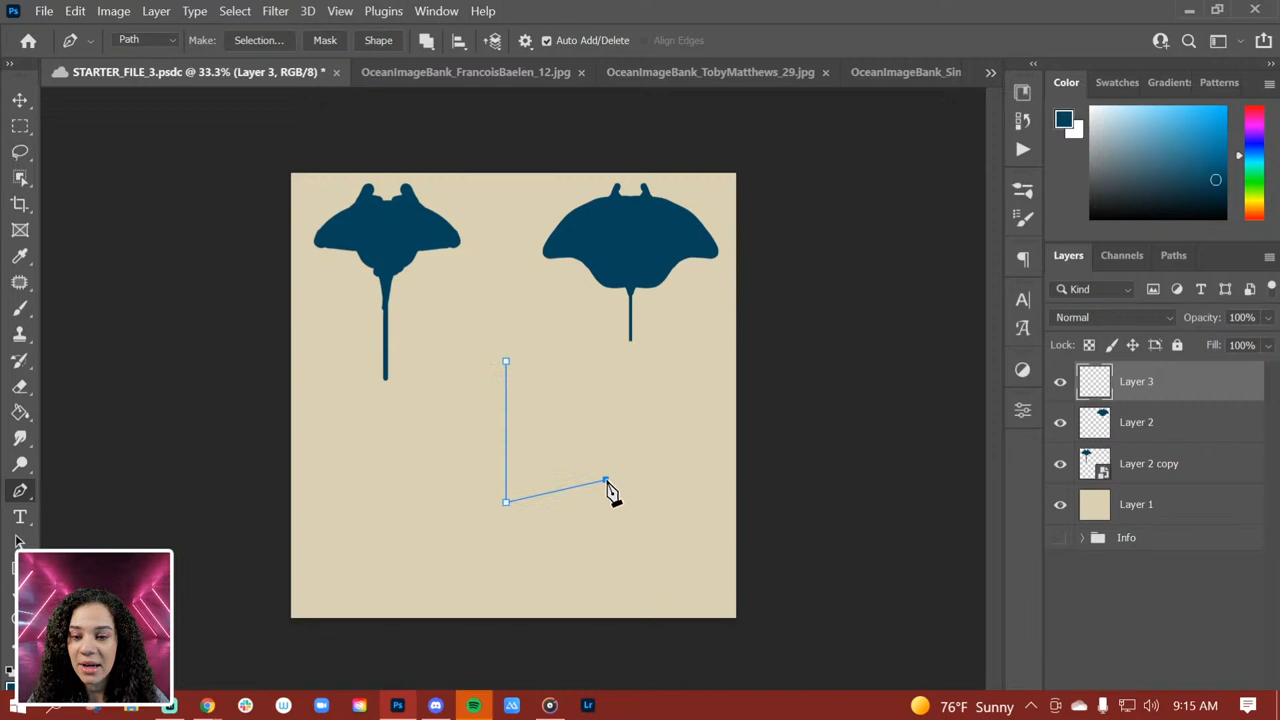 Ps File Edit Image Layer Type Select Filter 3D View Plugins Window Help
Path Make: Selection... Mask Shape Auto Add/Delete Align Edges
STARTER_FILE_3.psdc @ 33.3% (Layer 3, RGB/8) * × OceanImageBank_FrancoisBaelen_12.jpg × OceanImageBank_TobyMatthews_29.jpg × OceanImageBank_Sin
Color Swatches Gradients Patterns
Layers Channels Paths
Kind
Normal Opacity: 100%
Lock: Fill: 100%
Layer 3
Layer 2
Layer 2 copy
Layer 1
Info
Ps Lr 76°F Sunny 9:15 AM